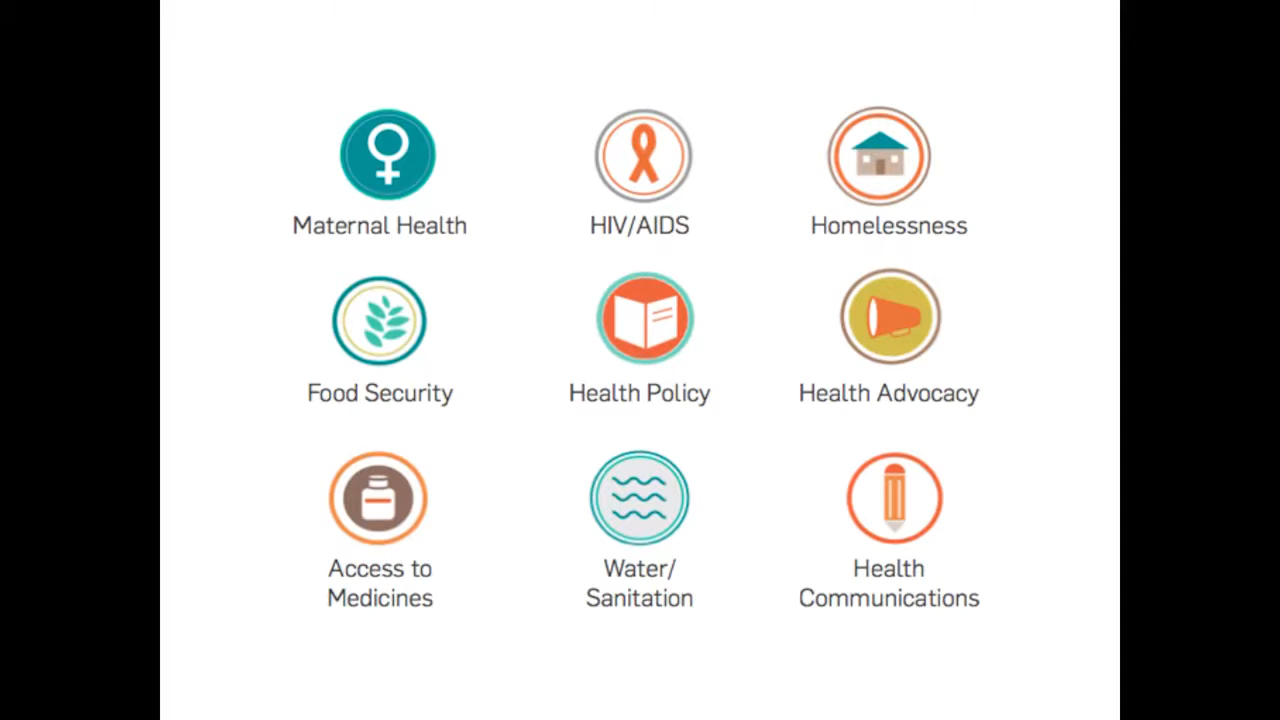 Maternal Health
HIV/AIDS
Homelessness
Food Security
Health Policy
Health Advocacy
Access to
Medicines
Water/
Sanitation
Health
Communications